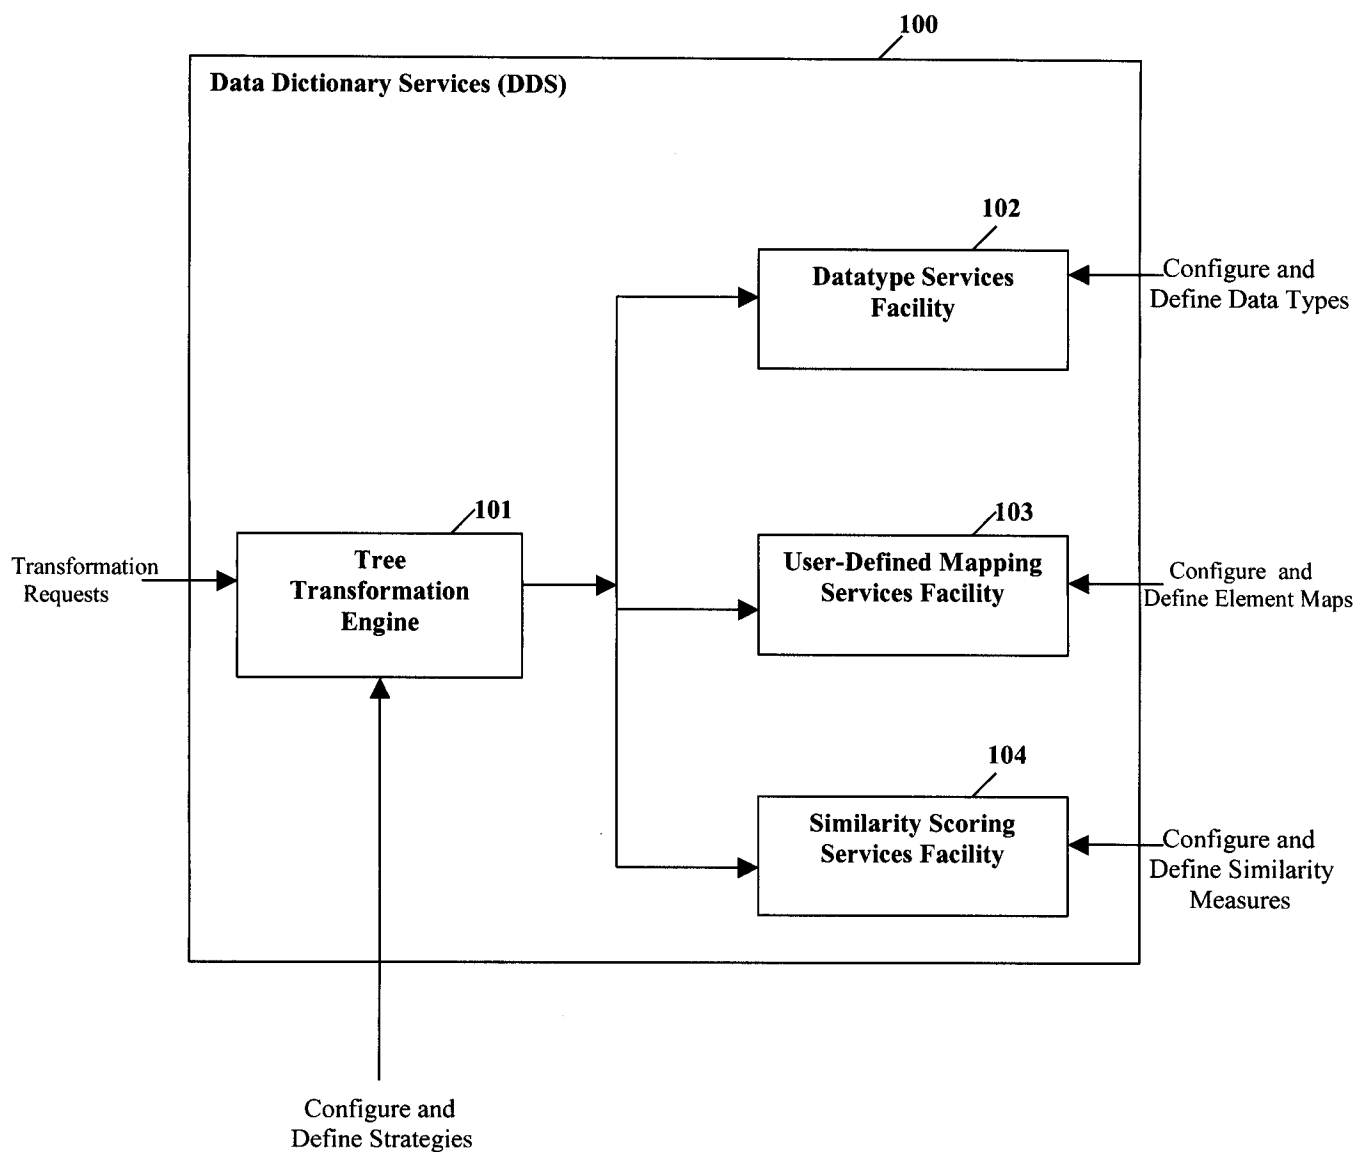 100
Data Dictionary Services (DDS)
102
Datatype Services
Facility
Configure and
Define Data Types
101
Tree
Transformation
Engine
Transformation
Requests
103
User-Defined Mapping
Services Facility
Configure and
Define Element Maps
104
Similarity Scoring
Services Facility
Configure and
Define Similarity
Measures
Configure and
Define Strategies